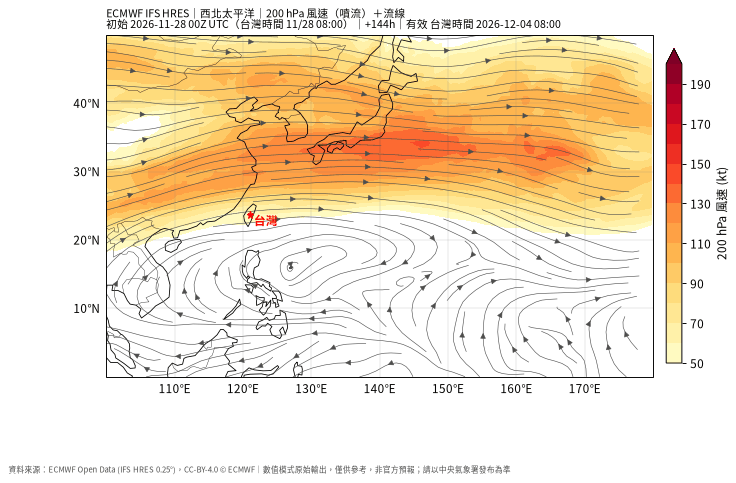 ECMWF IFS HRES｜西北太平洋｜200 hPa 風速（噴流）＋流線
初始 2026-11-28 00Z UTC（台灣時間 11/28 08:00）｜+144h｜有效 台灣時間 2026-12-04 08:00
40°N
30°N
20°N
10°N
110°E
120°E
130°E
140°E
150°E
160°E
170°E
台灣
190
170
150
130
110
90
70
50
200 hPa 風速 (kt)
資料來源：ECMWF Open Data (IFS HRES 0.25°)，CC-BY-4.0 © ECMWF｜數值模式原始輸出，僅供參考，非官方預報；請以中央氣象署發布為準